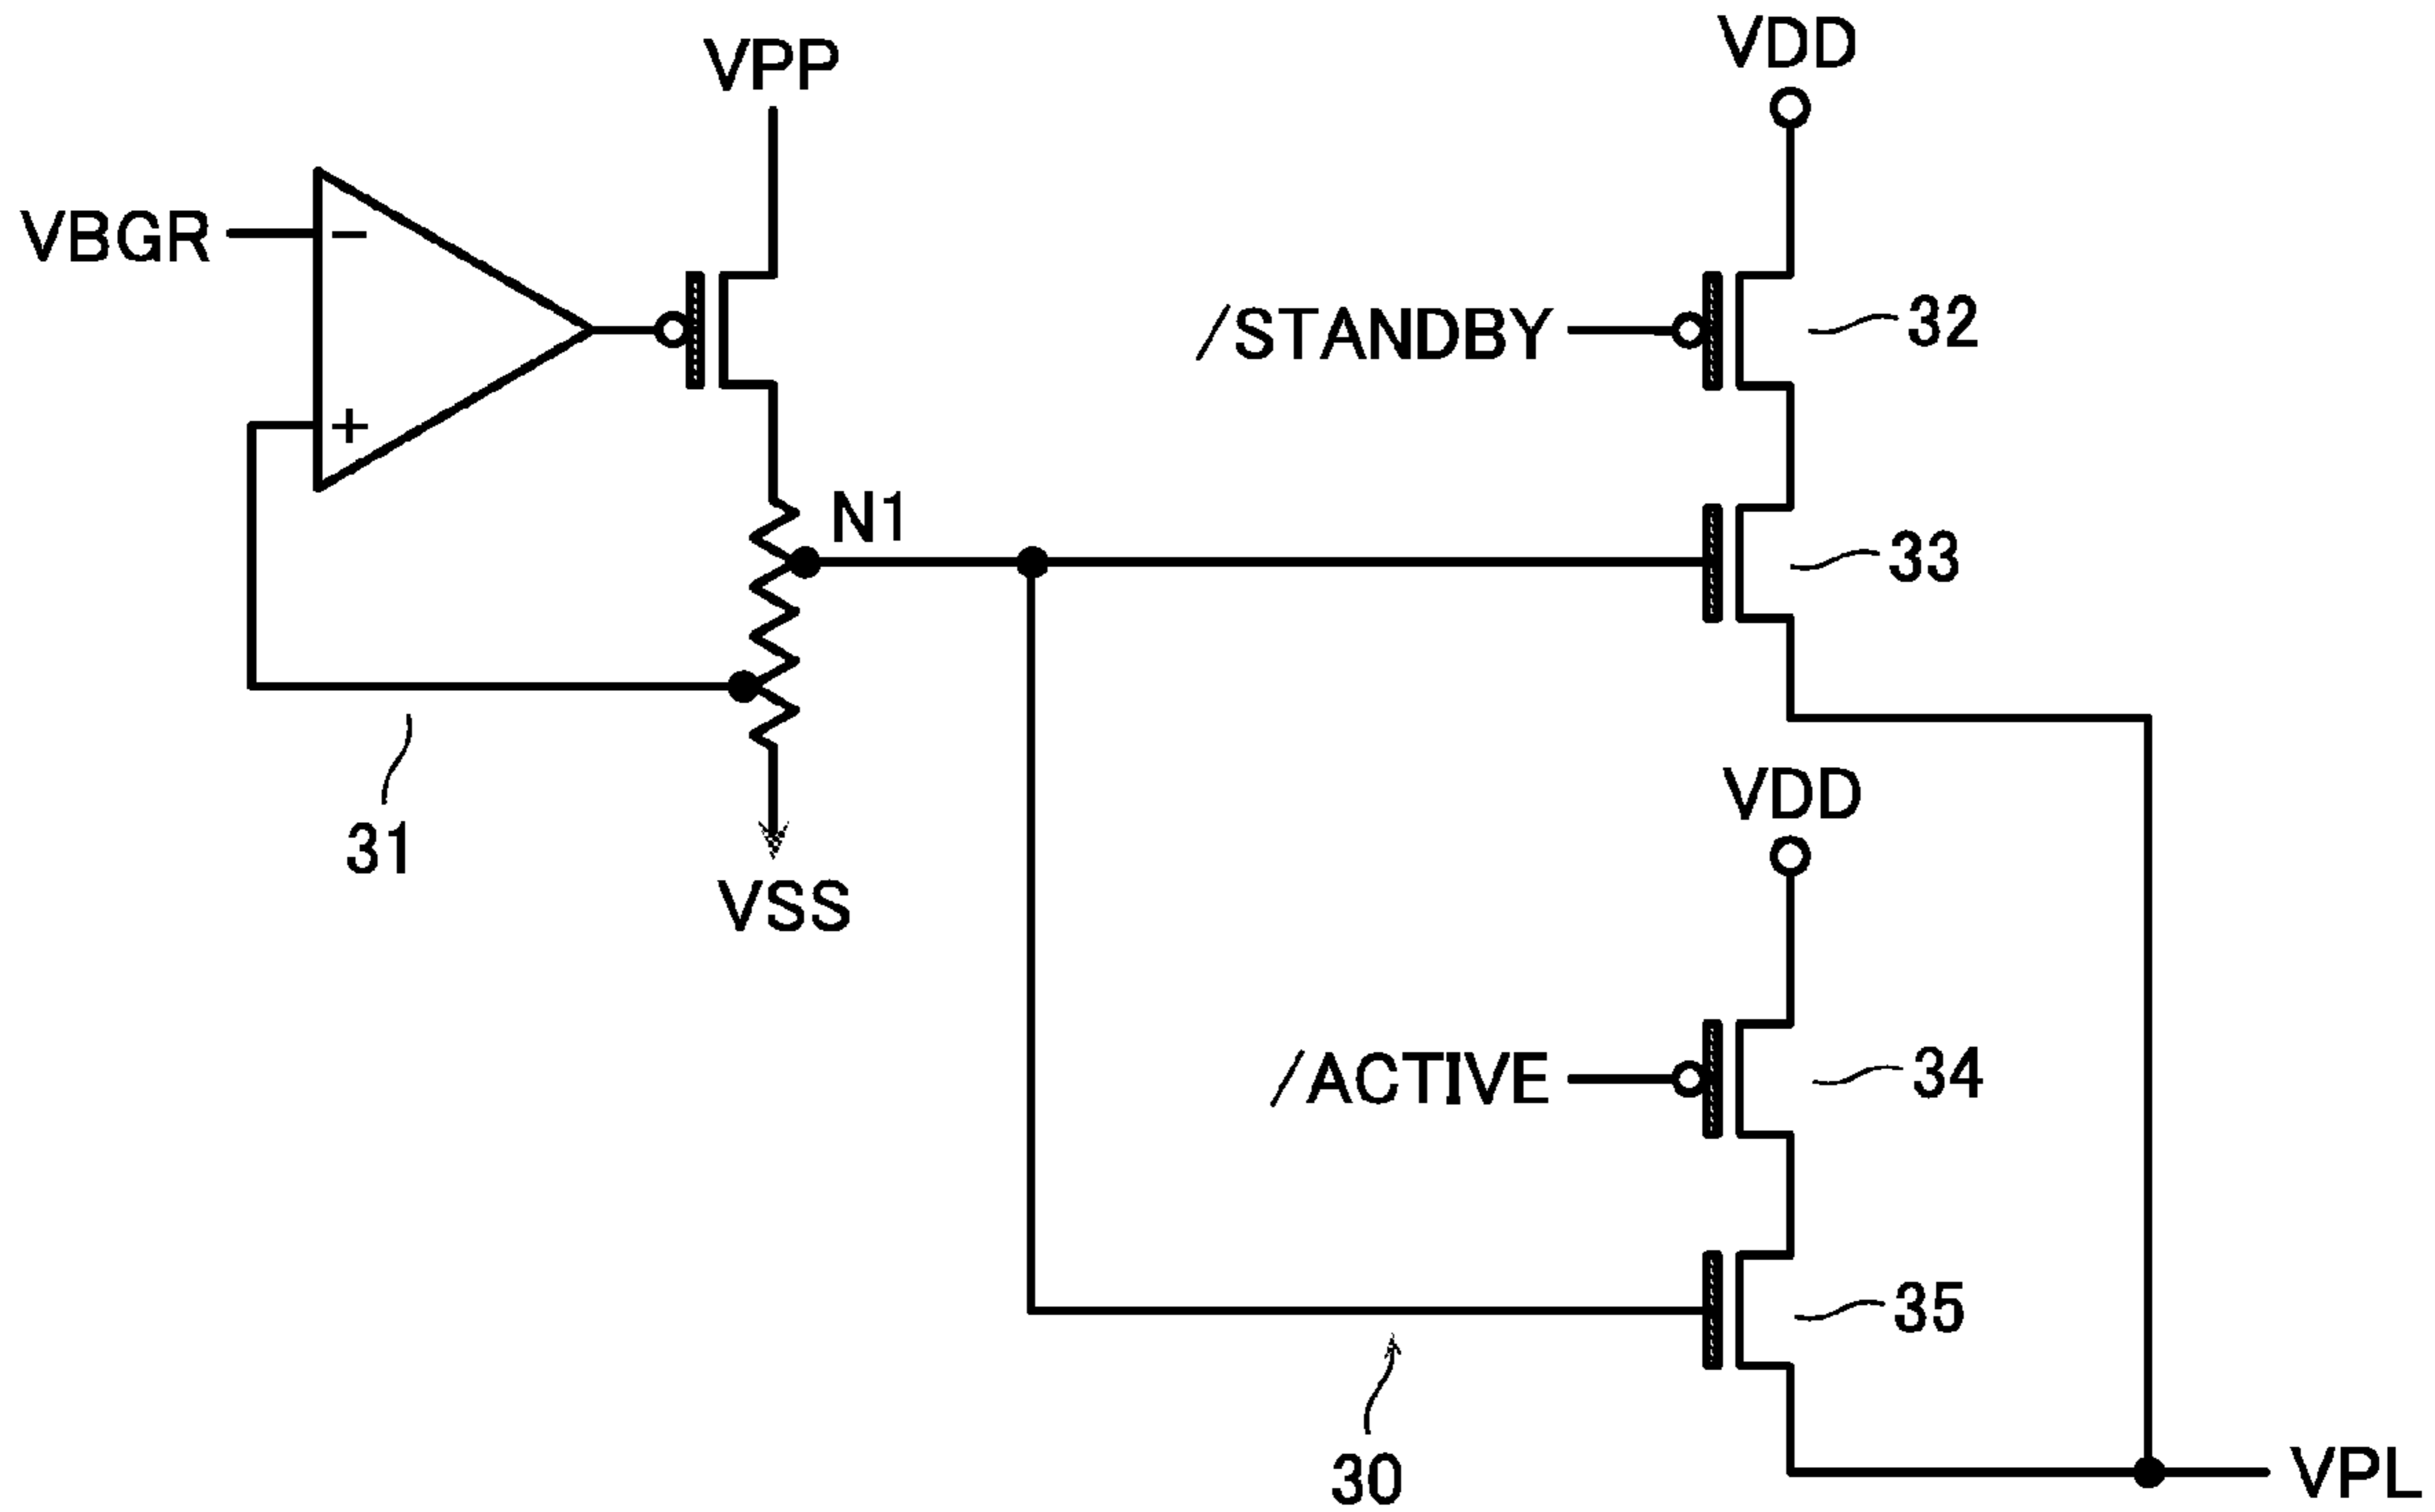 VPP
VDD
VBGR
−
/STANDBY
32
+
N1
33
31
VSS
VDD
/ACTIVE
34
35
30
VPL